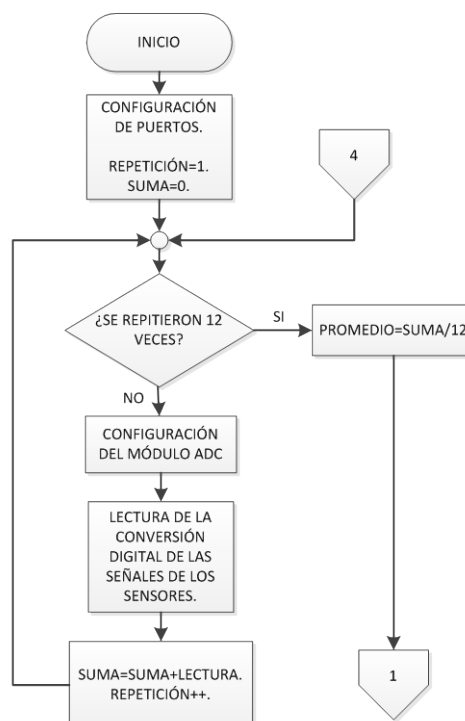 INICIO
CONFIGURACIÓN
DE PUERTOS.
REPETICIÓN=1.
SUMA=0.
4
¿SE REPITIERON 12
VECES?
SI
PROMEDIO=SUMA/12
NO
CONFIGURACIÓN
DEL MÓDULO ADC
LECTURA DE LA
CONVERSIÓN
DIGITAL DE LAS
SEÑALES DE LOS
SENSORES.
SUMA=SUMA+LECTURA.
REPETICIÓN++.
1